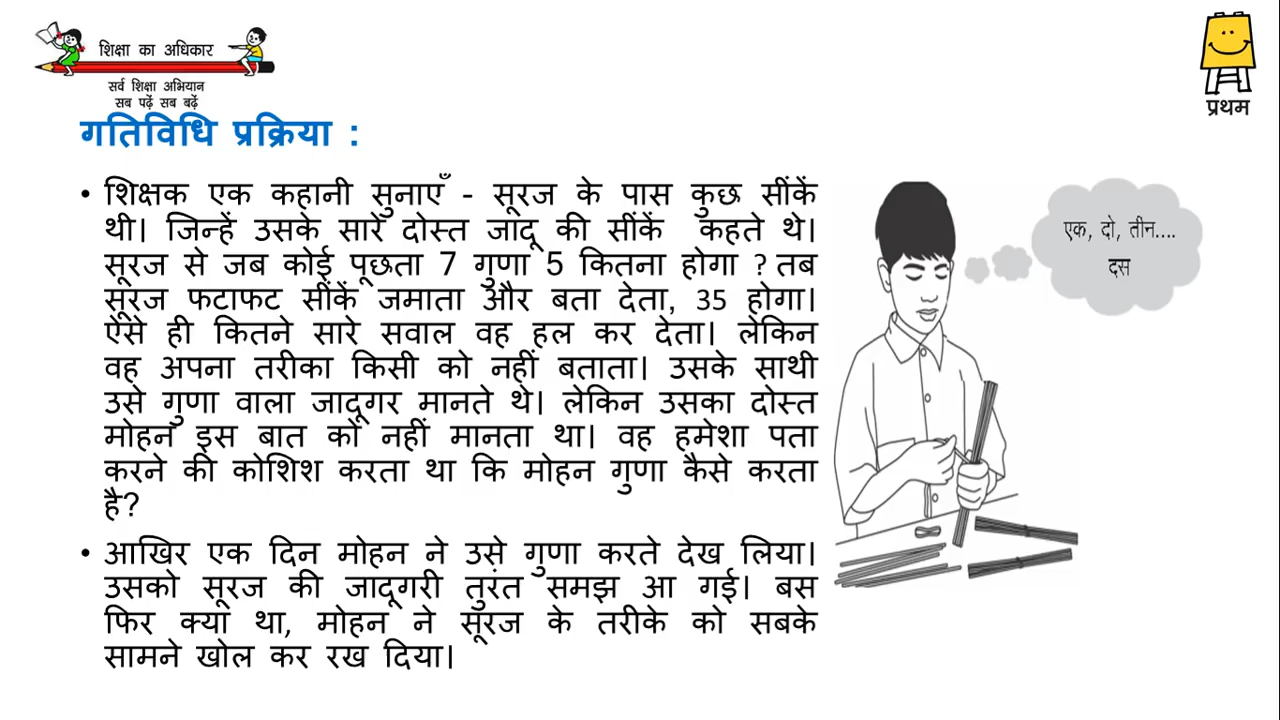 शिक्षा का अधिकार
सर्व शिक्षा अभियान
सब पढ़ें सब बढ़ें
प्रथम
गतिविधि प्रक्रिया :
• शिक्षक एक कहानी सुनाएँ - सूरज के पास कुछ सींकें
थी। जिन्हें उसके सारे दोस्त जादू की सींकें कहते थे।
सूरज से जब कोई पूछता 7 गुणा 5 कितना होगा ? तब
सूरज फटाफट सींकें जमाता और बता देता, 35 होगा।
ऐसे ही कितने सारे सवाल वह हल कर देता। लेकिन
वह अपना तरीका किसी को नहीं बताता। उसके साथी
उसे गुणा वाला जादूगर मानते थे। लेकिन उसका दोस्त
मोहन इस बात को नहीं मानता था। वह हमेशा पता
करने की कोशिश करता था कि मोहन गुणा कैसे करता
है?
• आखिर एक दिन मोहन ने उसे गुणा करते देख लिया।
उसको सूरज की जादूगरी तुरंत समझ आ गई। बस
फिर क्या था, मोहन ने सूरज के तरीके को सबके
सामने खोल कर रख दिया।
एक, दो, तीन....
दस